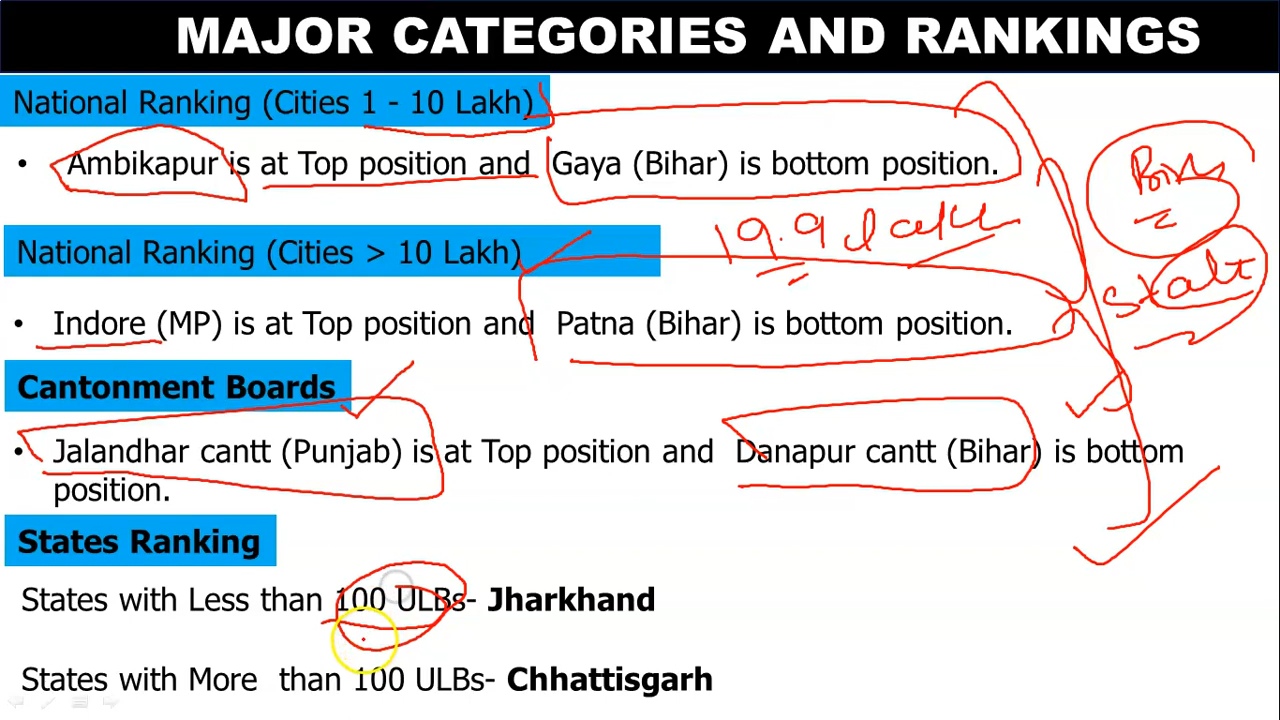 MAJOR CATEGORIES AND RANKINGS
National Ranking (Cities 1 - 10 Lakh)
• Ambikapur is at Top position and Gaya (Bihar) is bottom position.
19.9 lakh
National Ranking (Cities > 10 Lakh)
• Indore (MP) is at Top position and Patna (Bihar) is bottom position.
Cantonment Boards
• Jalandhar cantt (Punjab) is at Top position and Danapur cantt (Bihar) is bottom
position.
States Ranking
States with Less than 100 ULBs- Jharkhand
States with More than 100 ULBs- Chhattisgarh